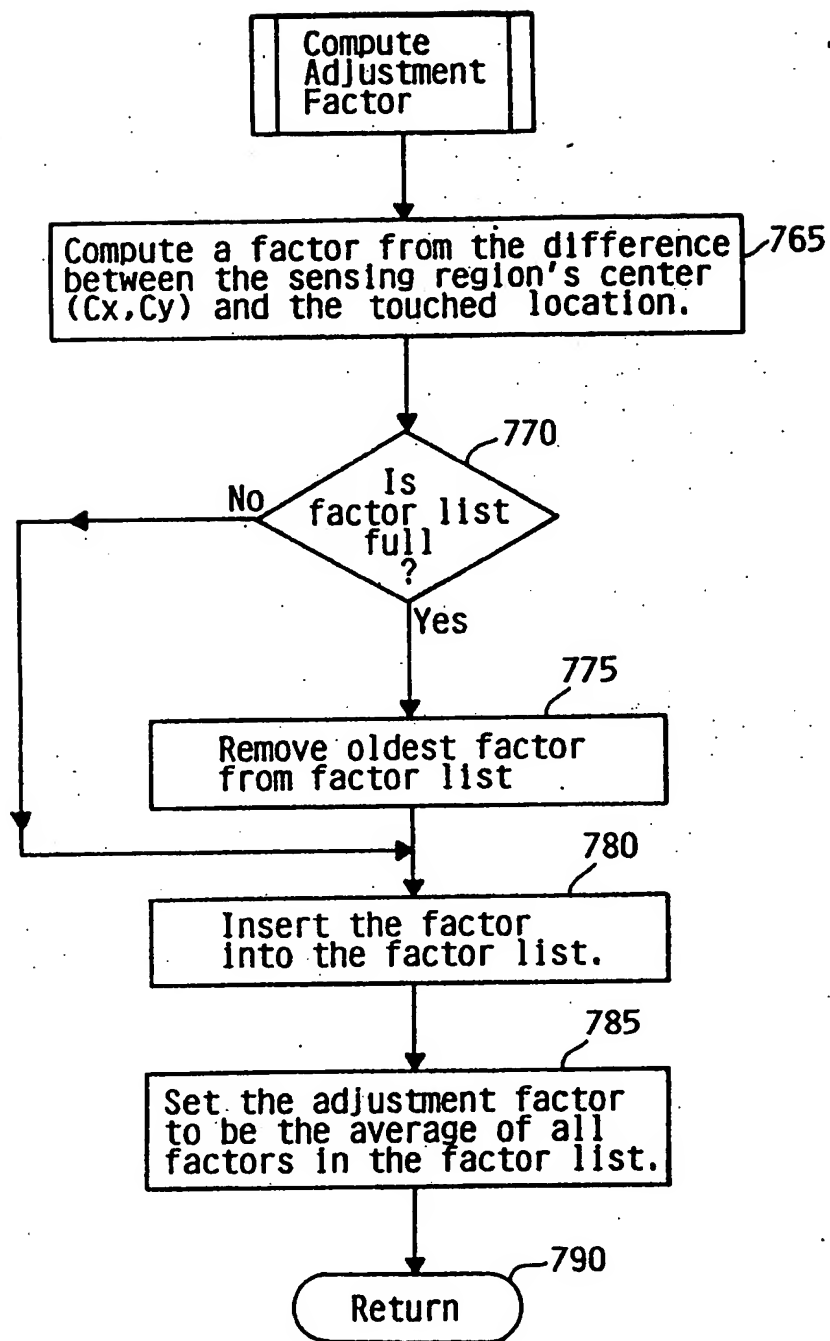 Compute
Adjustment
Factor
765
Compute a factor from the difference
between the sensing region's center
(Cx,Cy) and the touched location.
770
No
Is
factor list
full
?
Yes
775
Remove oldest factor
from factor list
780
Insert the factor
into the factor list.
785
Set the adjustment factor
to be the average of all
factors in the factor list.
790
Return